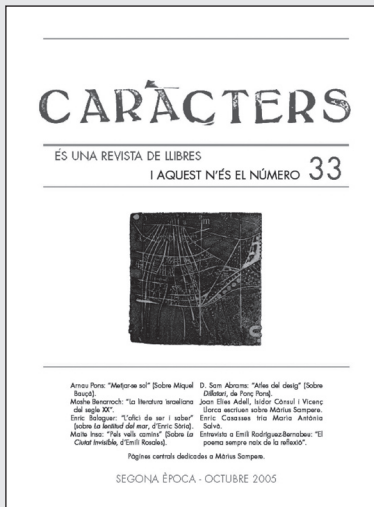 CARÀCTERS
ÉS UNA REVISTA DE LLIBRES
I AQUEST N'ÉS EL NÚMERO 33
Arnau Pons: "Metjar-se sol" (Sobre Miquel
Bauçà).
Moshe Benarroch: "La literatura israeliana
del segle XX".
Enric Balaguer: "L'ofici de ser i saber"
(sobre La lentitud del mar, d'Enric Sòria).
Maite Insa: "Pels vells camins" (Sobre La
Ciutat Invisible, d'Emili Rosales).
D. Sam Abrams: "Atles del desig" (Sobre
Dillatari, de Ponç Pons).
Joan Elies Adell, Isidor Cònsul i Vicenç
Llorca escriuen sobre Màrius Sampere.
Enric Casasses tria Maria Antònia
Salvà.
Entrevista a Emili Rodríguez-Bernabeu: "El
poema sempre naix de la reflexió".
Pàgines centrals dedicades a Màrius Sampere.
SEGONA ÈPOCA - OCTUBRE 2005